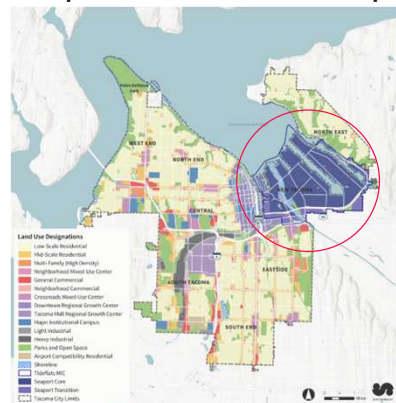 Point Defiance
Park
NORTH EAST
WEST END
NORTH END
NEW TACOMA
CENTRAL
EASTSIDE
SOUTH TACOMA
SOUTH END
Land Use Designations
Low-Scale Residential
Mid-Scale Residential
Multi-Family (High Density)
Neighborhood Mixed Use Center
General Commercial
Neighborhood Commercial
Crossroads Mixed Use Center
Downtown Regional Growth Center
Tacoma Mall Regional Growth Center
Major Institutional Campus
Light Industrial
Heavy Industrial
Parks and Open Space
Airport Compatibility Residential
Shoreline
Tideflats MIC
Seaport Core
Seaport Transition
Tacoma City Limits